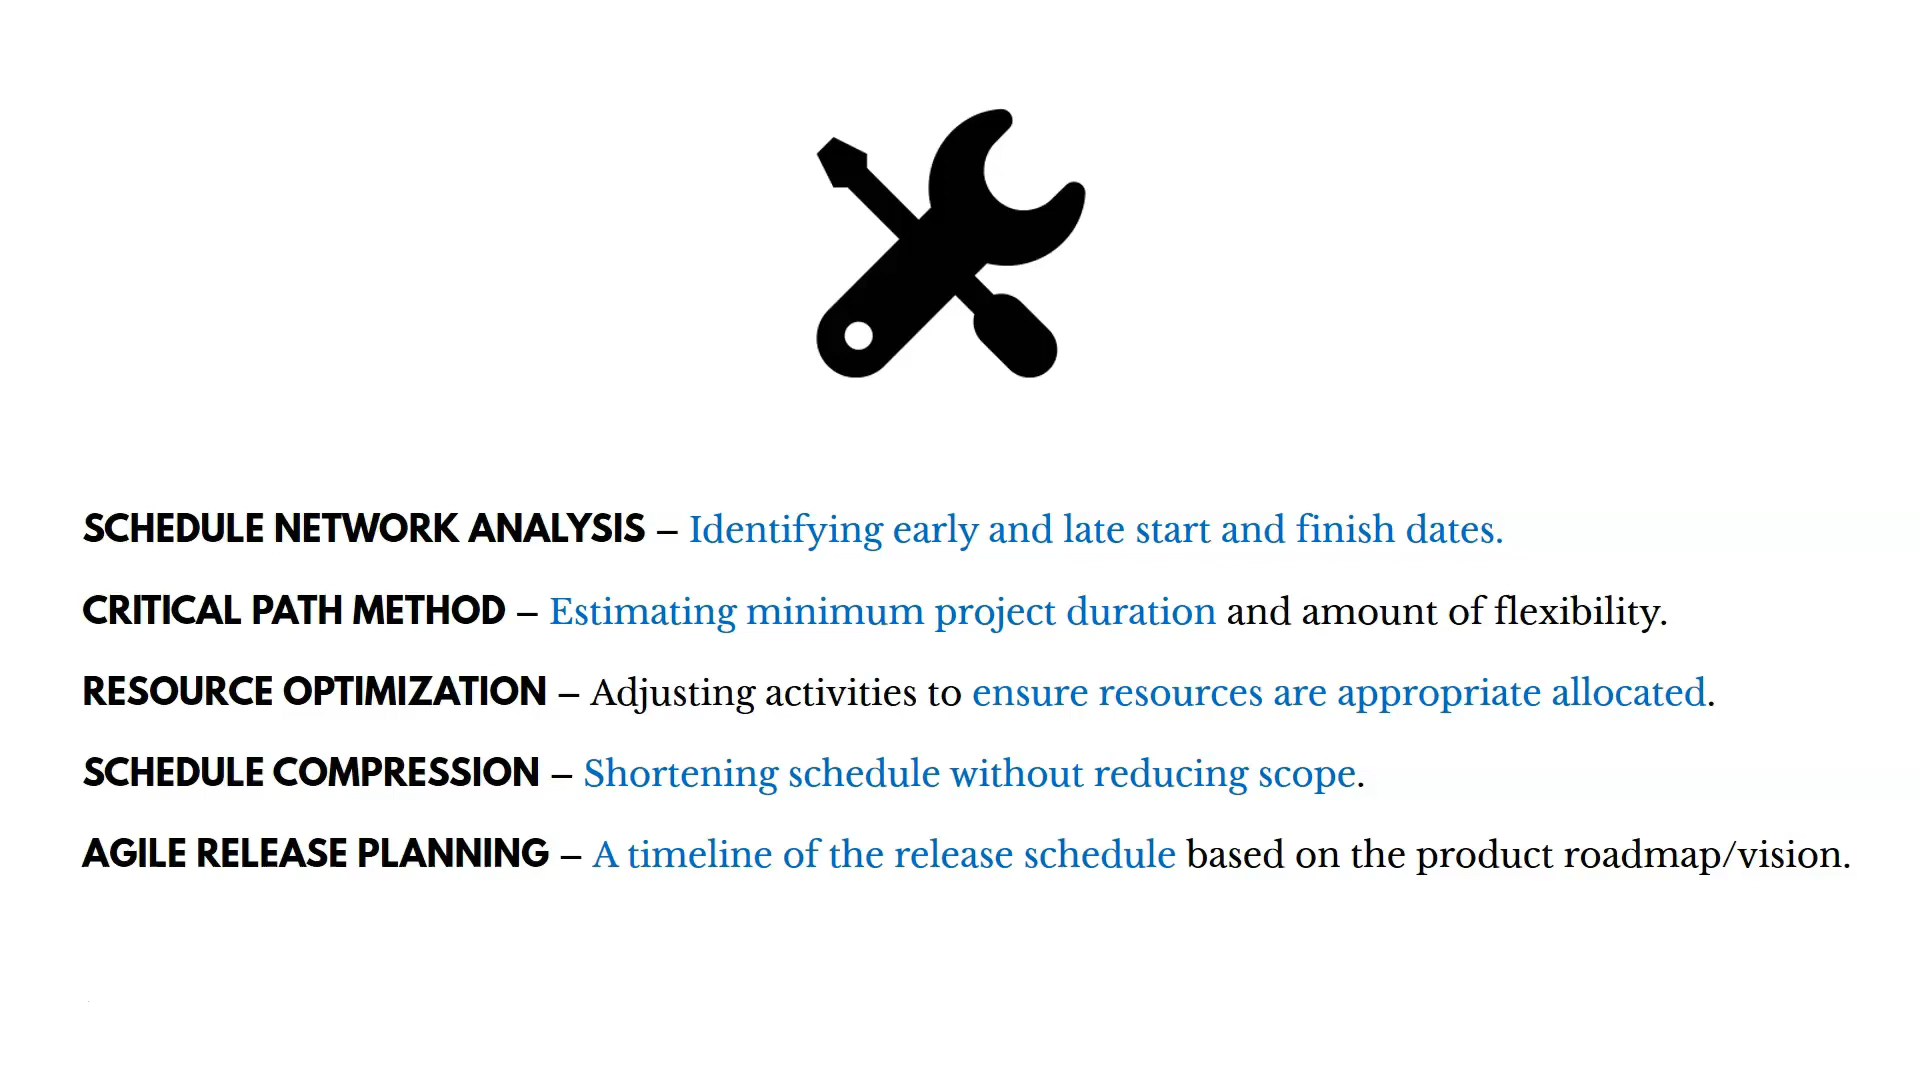 SCHEDULE NETWORK ANALYSIS – Identifying early and late start and finish dates.
CRITICAL PATH METHOD – Estimating minimum project duration and amount of flexibility.
RESOURCE OPTIMIZATION – Adjusting activities to ensure resources are appropriate allocated.
SCHEDULE COMPRESSION – Shortening schedule without reducing scope.
AGILE RELEASE PLANNING – A timeline of the release schedule based on the product roadmap/vision.